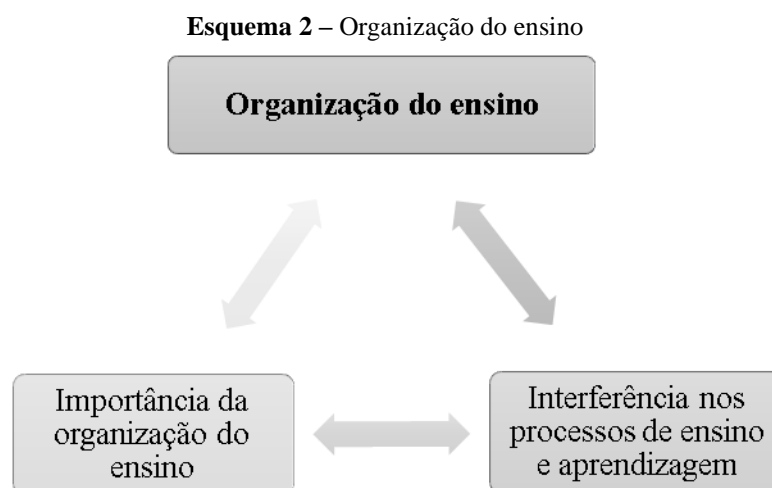 Esquema 2 – Organização do ensino
Organização do ensino
Importância da
organização do
ensino
Interferência nos
processos de ensino
e aprendizagem